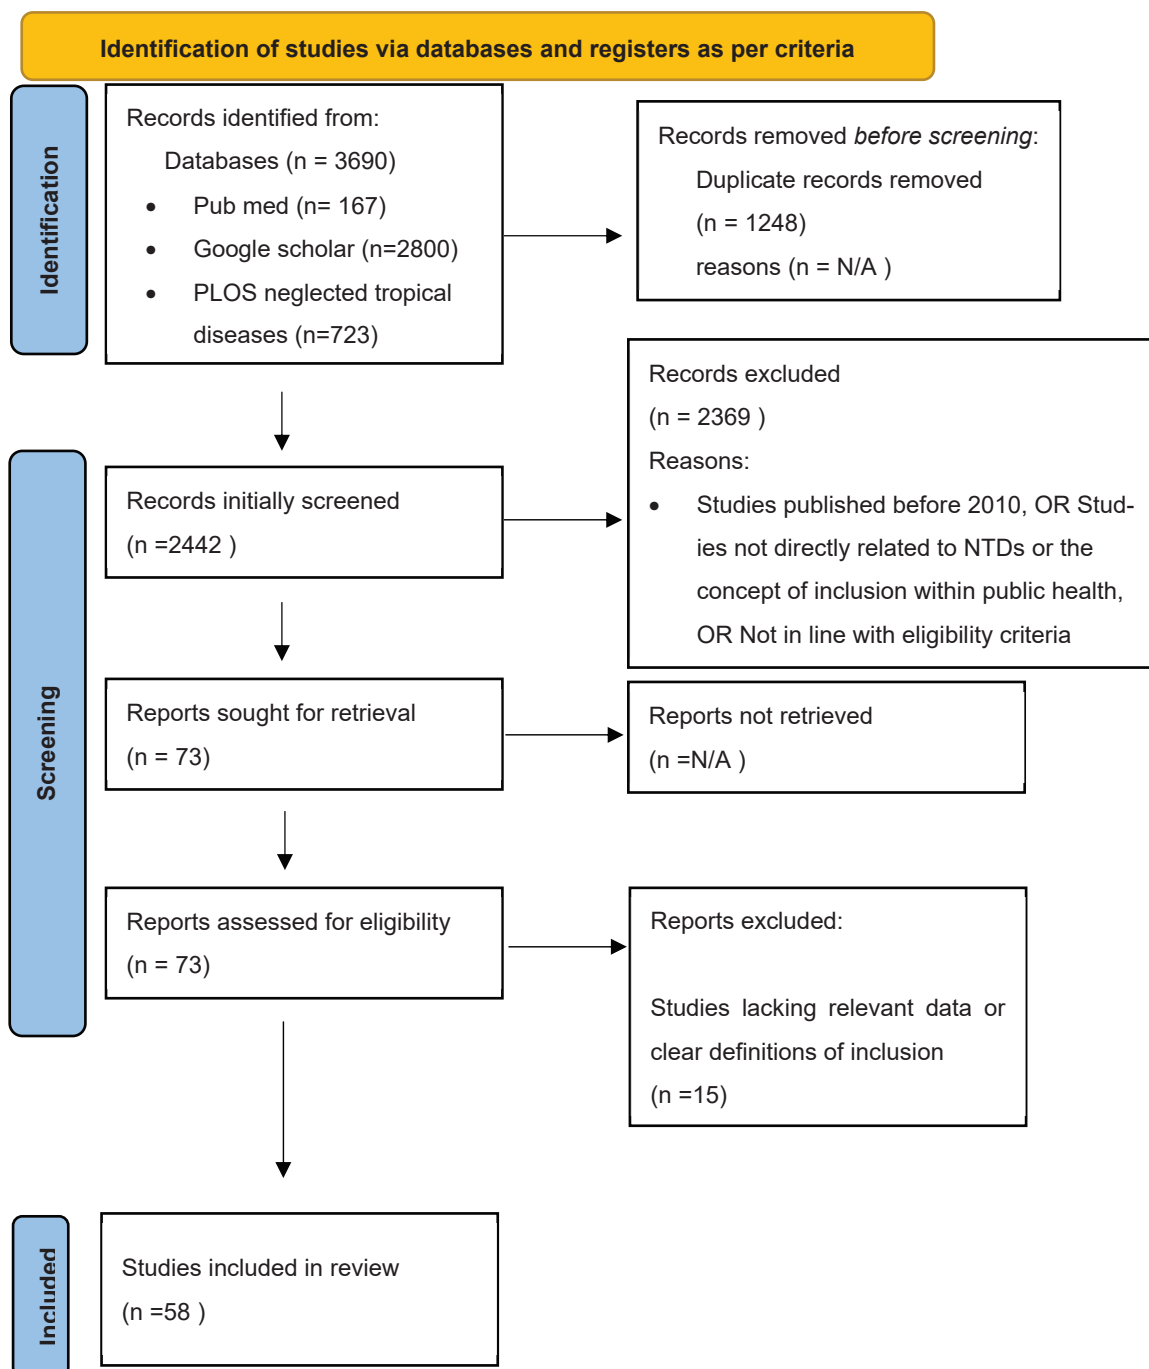 Identification of studies via databases and registers as per criteria
Identification
Records identified from:
Databases (n = 3690)
• Pub med (n= 167)
• Google scholar (n=2800)
• PLOS neglected tropical
diseases (n=723)
Records removed before screening:
Duplicate records removed
(n = 1248)
reasons (n = N/A )
Screening
Records initially screened
(n =2442 )
Records excluded
(n = 2369 )
Reasons:
• Studies published before 2010, OR Stud-
ies not directly related to NTDs or the
concept of inclusion within public health,
OR Not in line with eligibility criteria
Reports sought for retrieval
(n = 73)
Reports not retrieved
(n =N/A )
Reports assessed for eligibility
(n = 73)
Reports excluded:
Studies lacking relevant data or
clear definitions of inclusion
(n =15)
Included
Studies included in review
(n =58 )